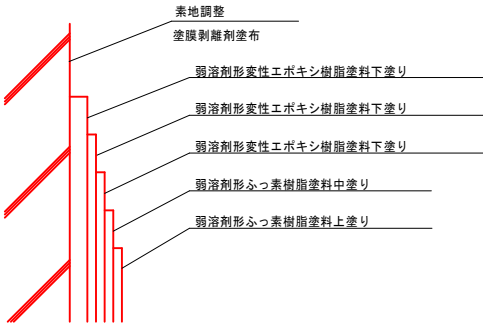 素地調整
塗膜剥離剤塗布
弱溶剤形変性エポキシ樹脂塗料下塗り
弱溶剤形変性エポキシ樹脂塗料下塗り
弱溶剤形変性エポキシ樹脂塗料下塗り
弱溶剤形ふっ素樹脂塗料中塗り
弱溶剤形ふっ素樹脂塗料上塗り